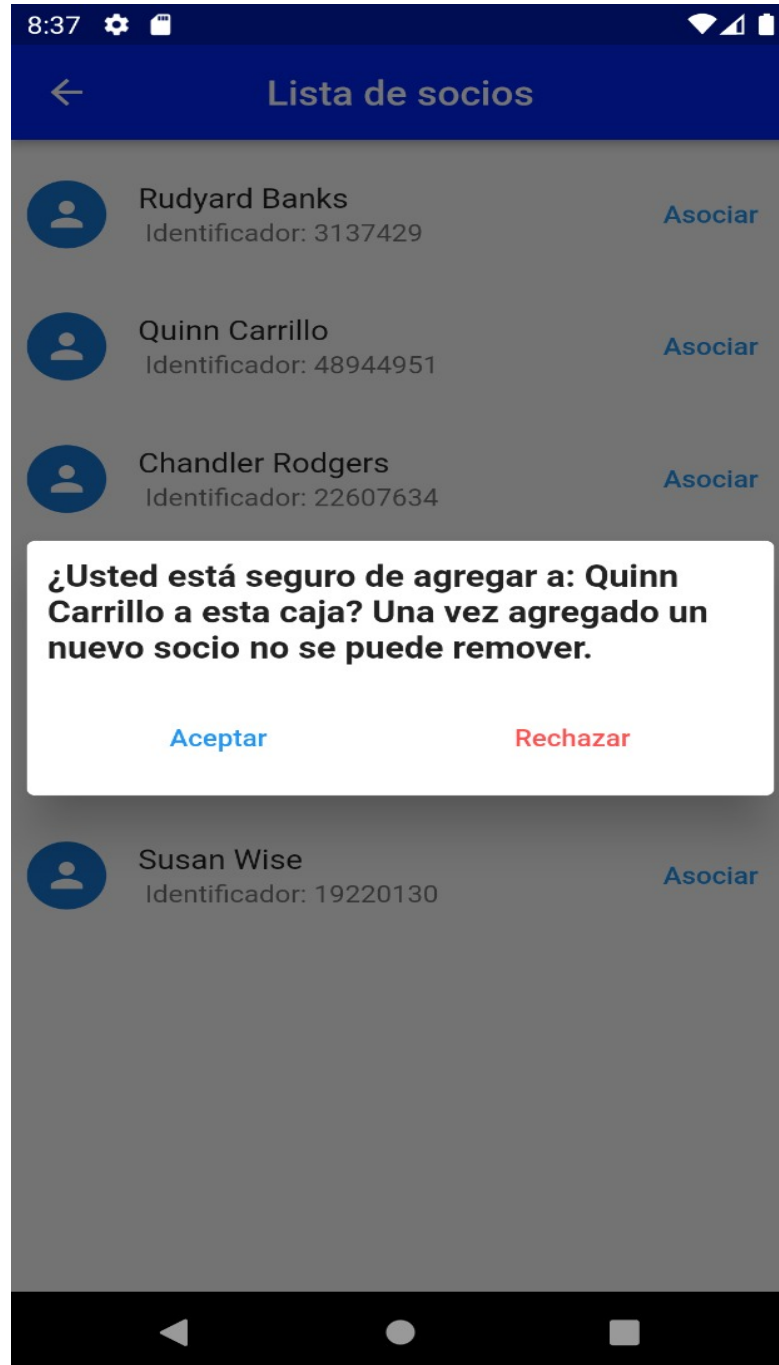 8:37
Lista de socios
Rudyard Banks
Identificador: 3137429
Asociar
Quinn Carrillo
Identificador: 48944951
Asociar
Chandler Rodgers
Identificador: 22607634
Asociar
¿Usted está seguro de agregar a: Quinn
Carrillo a esta caja? Una vez agregado un
nuevo socio no se puede remover.
Aceptar
Rechazar
Susan Wise
Identificador: 19220130
Asociar